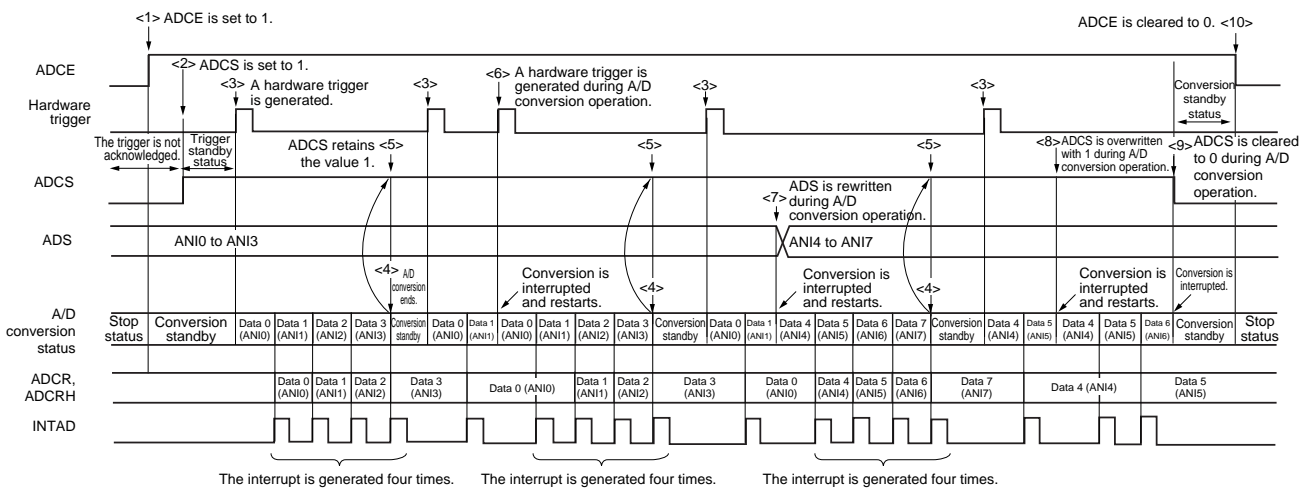 <1> ADCE is set to 1.
ADCE is cleared to 0. <10>
ADCE
<2> ADCS is set to 1.
<3> A hardware trigger
is generated.
<3>
<6> A hardware trigger is
generated during A/D
conversion operation.
<3>
<3>
Conversion
standby
status
Hardware
trigger
The trigger is not
acknowledged.
Trigger
standby
status
ADCS retains <5>
the value 1.
<5>
<5>
<8> ADCS is overwritten
with 1 during A/D
conversion operation.
<9> ADCS is cleared
to 0 during A/D
conversion
operation.
ADCS
<7> ADS is rewritten
during A/D
conversion operation.
ADS
ANI0 to ANI3
ANI4 to ANI7
<4> A/D
conversion
ends.
Conversion is
interrupted
and restarts.
<4>
Conversion is
interrupted
and restarts.
<4>
Conversion is
interrupted
and restarts.
Conversion is
interrupted.
A/D
conversion
status
Stop
status
Conversion
standby
Data 0
(ANI0)
Data 1
(ANI1)
Data 2
(ANI2)
Data 3
(ANI3)
Conversion
standby
Data 0
(ANI0)
Data 1
(ANI1)
Data 0
(ANI0)
Data 1
(ANI1)
Data 2
(ANI2)
Data 3
(ANI3)
Conversion
standby
Data 0
(ANI0)
Data 1
(ANI1)
Data 4
(ANI4)
Data 5
(ANI5)
Data 6
(ANI6)
Data 7
(ANI7)
Conversion
standby
Data 4
(ANI4)
Data 5
(ANI5)
Data 4
(ANI4)
Data 5
(ANI5)
Data 6
(ANI6)
Conversion
standby
Stop
status
ADCR,
ADCRH
Data 0
(ANI0)
Data 1
(ANI1)
Data 2
(ANI2)
Data 3
(ANI3)
Data 0 (ANI0)
Data 1
(ANI1)
Data 2
(ANI2)
Data 3
(ANI3)
Data 0
(ANI0)
Data 4
(ANI4)
Data 5
(ANI5)
Data 6
(ANI6)
Data 7
(ANI7)
Data 4 (ANI4)
Data 5
(ANI5)
INTAD
The interrupt is generated four times.
The interrupt is generated four times.
The interrupt is generated four times.